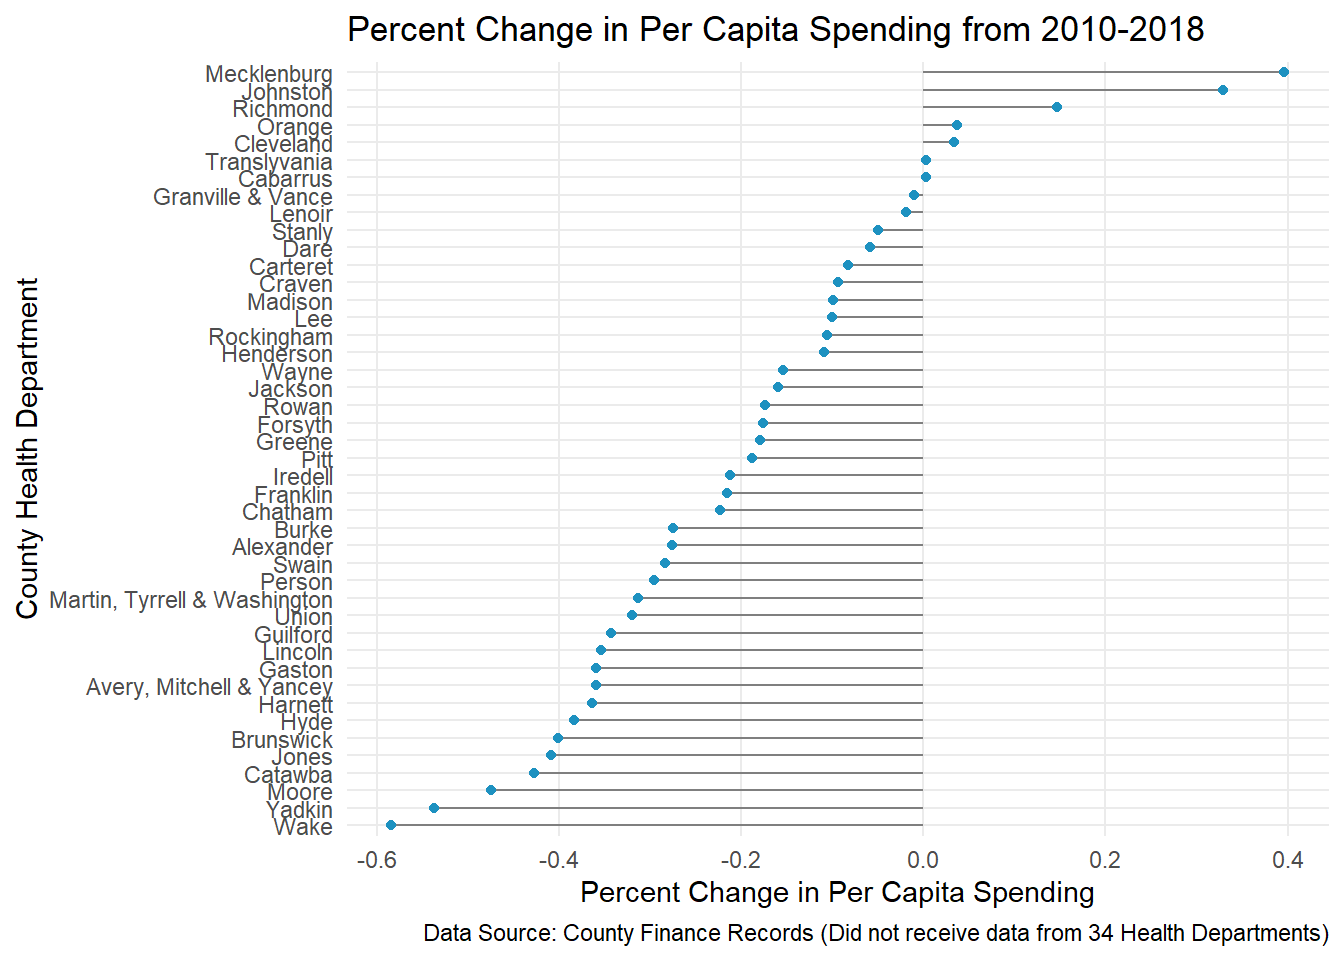 Percent Change in Per Capita Spending from 2010-2018
Mecklenburg
Johnston
Richmond
Orange
Cleveland
Translyvania
Cabarrus
Granville & Vance
Lenoir
Stanly
Dare
Carteret
Craven
Madison
Lee
Rockingham
Henderson
Wayne
Jackson
Rowan
Forsyth
Greene
Pitt
Iredell
Franklin
Chatham
Burke
Alexander
Swain
Person
Martin, Tyrrell & Washington
Union
Guilford
Lincoln
Gaston
Avery, Mitchell & Yancey
Harnett
Hyde
Brunswick
Jones
Catawba
Moore
Yadkin
Wake
County Health Department
-0.6 -0.4 -0.2 0.0 0.2 0.4
Percent Change in Per Capita Spending
Data Source: County Finance Records (Did not receive data from 34 Health Departments)